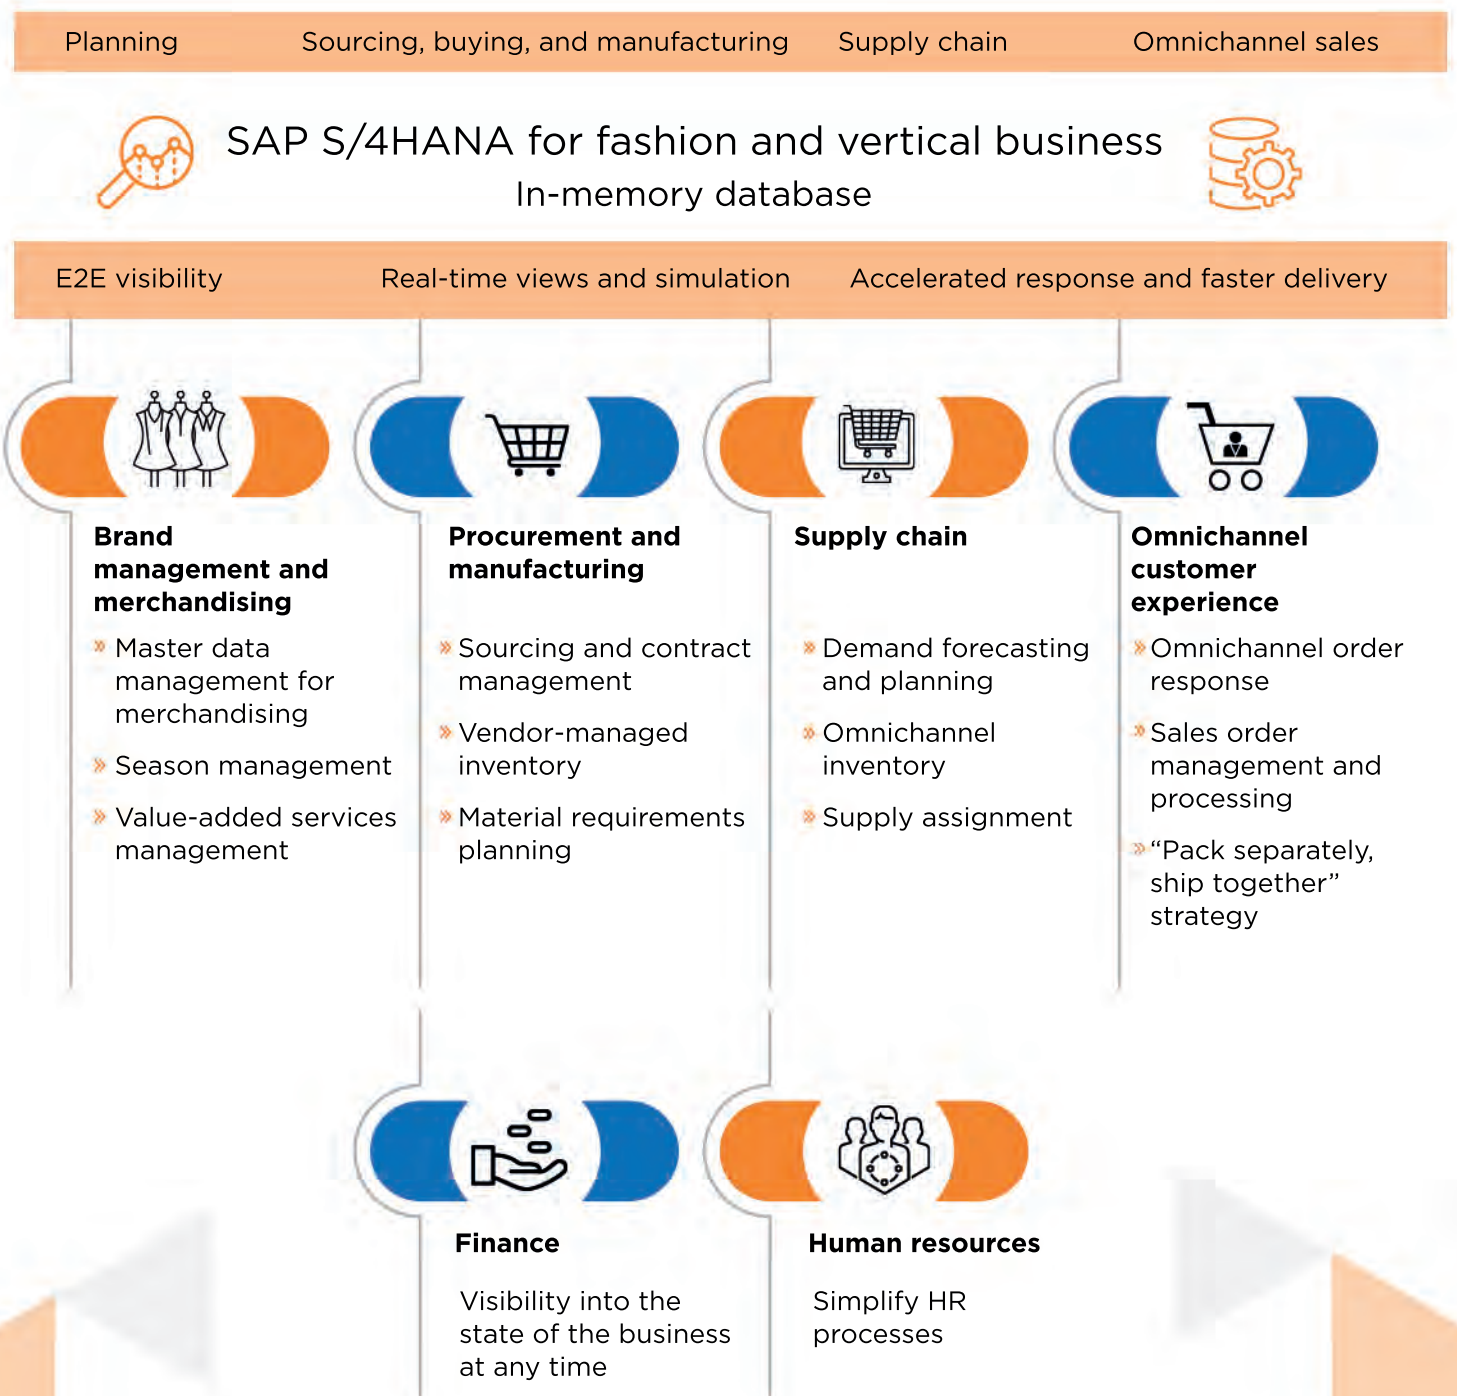 Planning
Sourcing, buying, and manufacturing
Supply chain
Omnichannel sales
SAP S/4HANA for fashion and vertical business
In-memory database
E2E visibility
Real-time views and simulation
Accelerated response and faster delivery
Brand
management and
merchandising
» Master data
management for
merchandising
» Season management
» Value-added services
management
Procurement and
manufacturing
» Sourcing and contract
management
» Vendor-managed
inventory
» Material requirements
planning
Supply chain
» Demand forecasting
and planning
» Omnichannel
inventory
» Supply assignment
Omnichannel
customer
experience
» Omnichannel order
response
» Sales order
management and
processing
» “Pack separately,
ship together”
strategy
Finance
Visibility into the
state of the business
at any time
Human resources
Simplify HR
processes